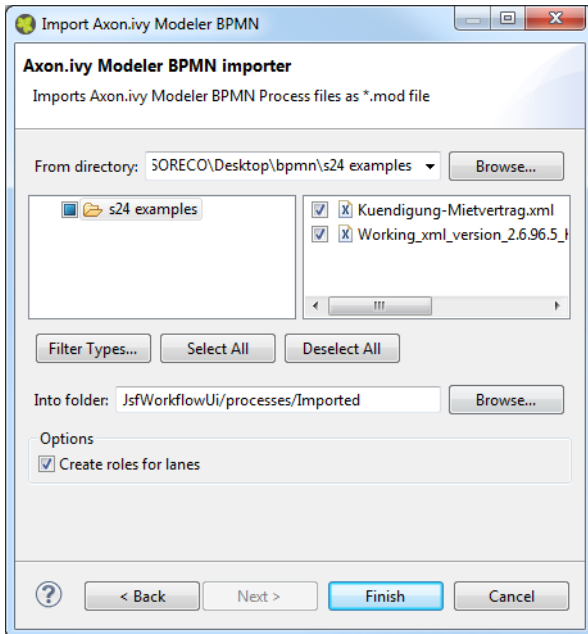 Import Axon.ivy Modeler BPMN
Axon.ivy Modeler BPMN importer
Imports Axon.ivy Modeler BPMN Process files as *.mod file
From directory: SORECO\Desktop\bpmn\s24 examples Browse...
s24 examples
Kuendigung-Mietvertrag.xml
Working_xml_version_2.6.96.5_
Filter Types... Select All Deselect All
Into folder: JsfWorkflowUi/processes/Imported Browse...
Options
Create roles for lanes
< Back Next > Finish Cancel